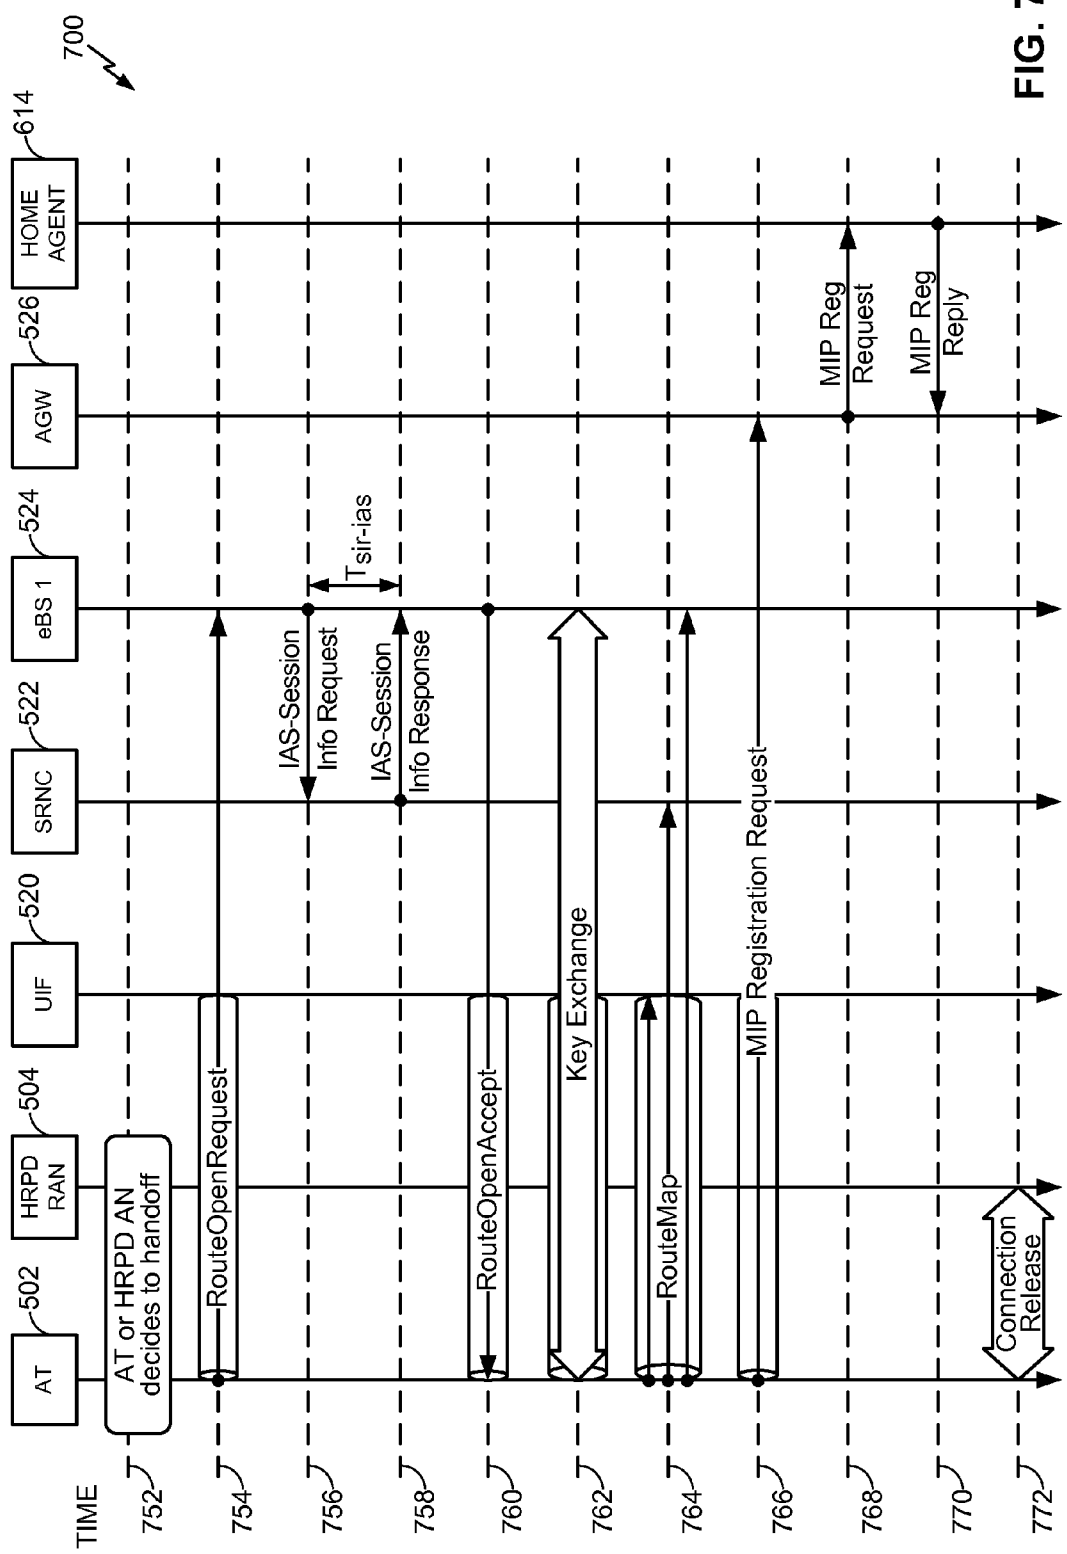 700
TIME
AT
502
HRPD
RAN
504
UIF
520
SRNC
522
eBS 1
524
AGW
526
HOME
AGENT
614
752
AT or HRPD AN
decides to handoff
754
RouteOpenRequest
756
IAS-Session
Info Request
Tsir-ias
758
IAS-Session
Info Response
760
RouteOpenAccept
762
Key Exchange
764
RouteMap
766
MIP Registration Request
768
MIP Reg
Request
770
MIP Reg
Reply
772
Connection
Release
FIG. 7